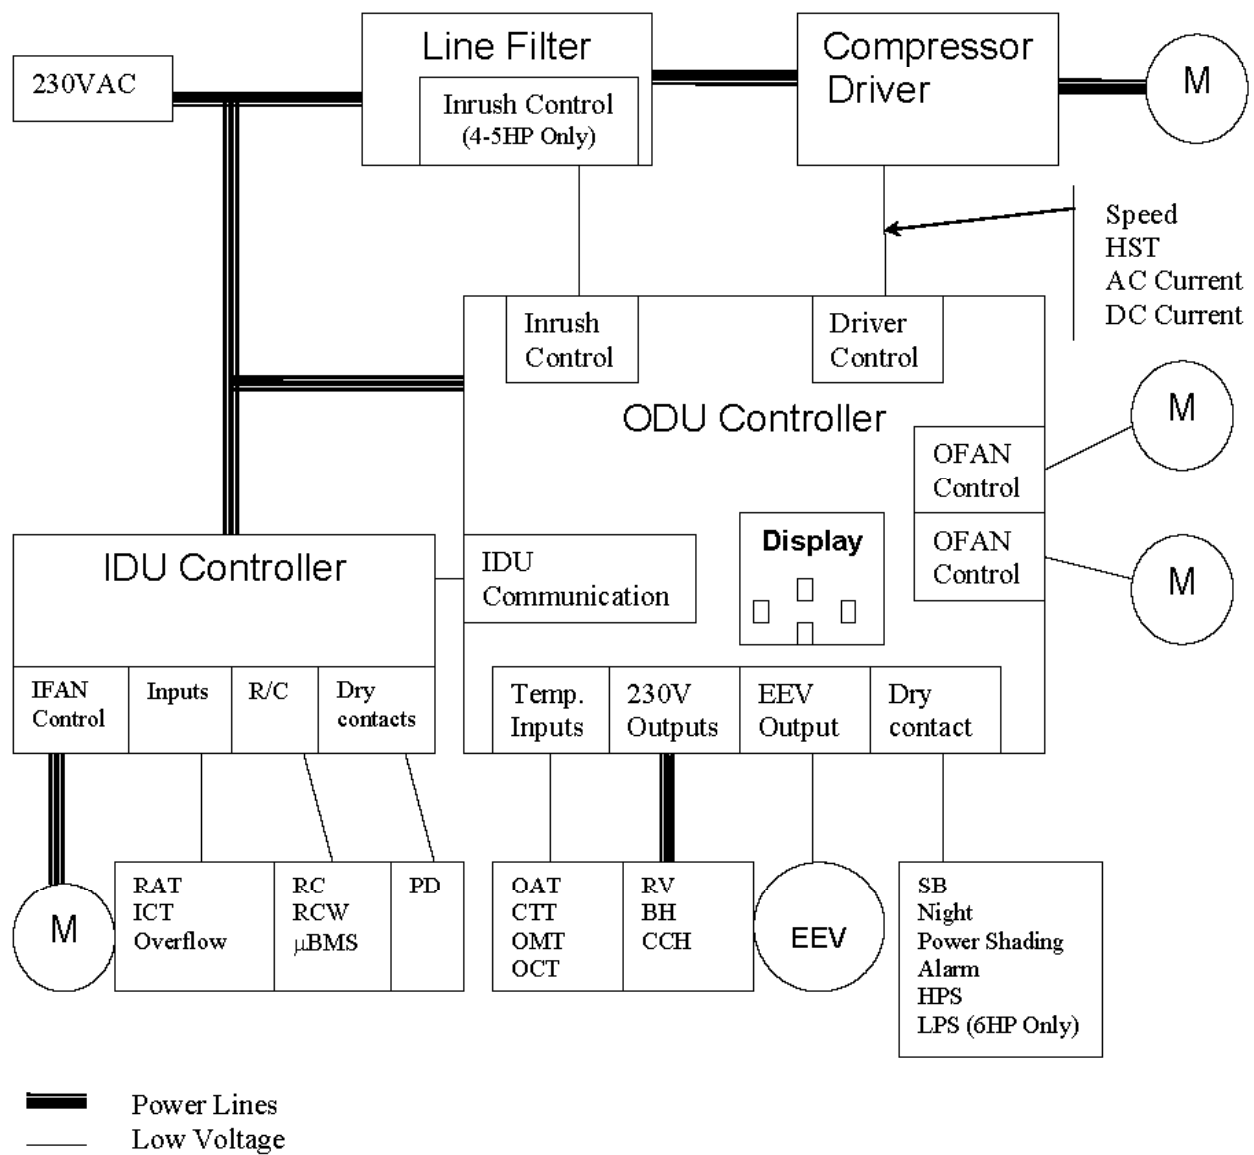 230VAC
Line Filter
Inrush Control
(4-5HP Only)
Compressor
Driver
M
Speed
HST
AC Current
DC Current
Inrush
Control
Driver
Control
ODU Controller
M
OFAN
Control
OFAN
Control
M
Display
IDU Controller
IDU
Communication
IFAN
Control
Inputs
R/C
Dry
contacts
Temp.
Inputs
230V
Outputs
EEV
Output
Dry
contact
M
RAT
ICT
Overflow
RC
RCW
μBMS
PD
OAT
CTT
OMT
OCT
RV
BH
CCH
EEV
SB
Night
Power Shading
Alarm
HPS
LPS (6HP Only)
Power Lines
Low Voltage